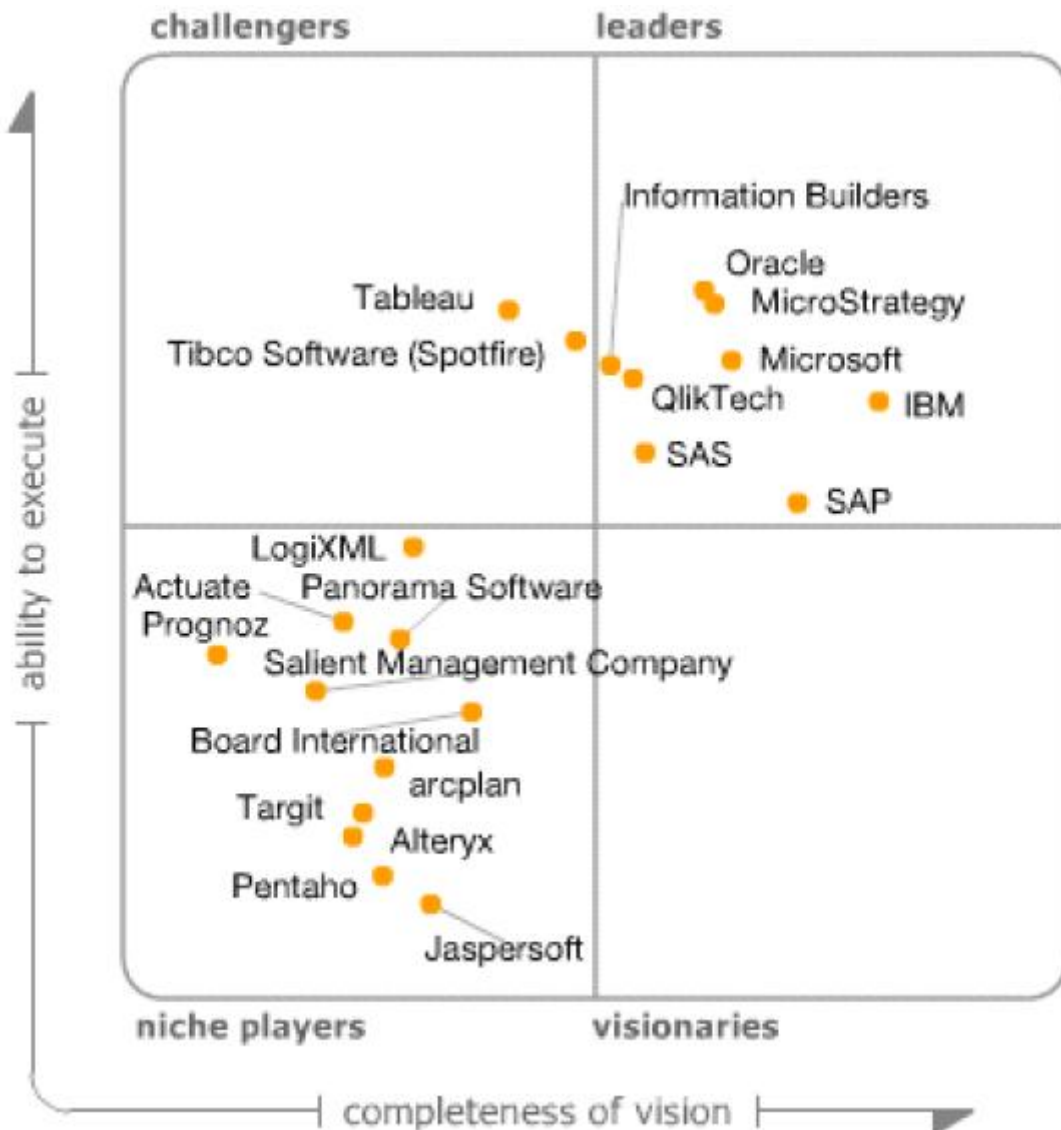 challengers
leaders
Information Builders
Oracle
Tableau
MicroStrategy
Tibco Software (Spotfire)
Microsoft
QlikTech
IBM
SAS
SAP
LogiXML
Actuate
Panorama Software
Prognoz
Salient Management Company
Board International
arcplan
Targit
Alteryx
Pentaho
Jaspersoft
niche players
visionaries
ability to execute
completeness of vision